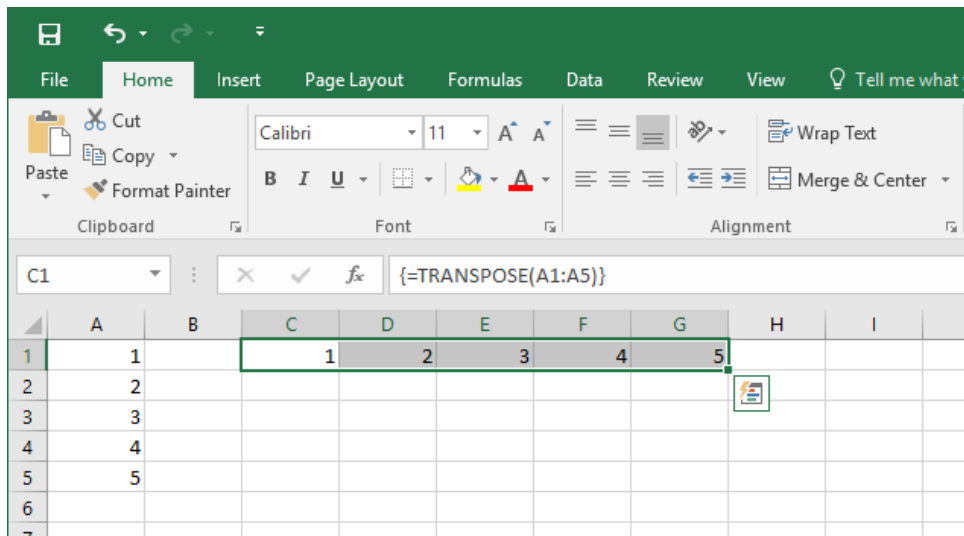 File Home Insert Page Layout Formulas Data Review View Tell me what
Cut
Calibri 11 A A Wrap Text
Copy
Paste
Format Painter B I U A Merge & Center
Clipboard Font Alignment
C1 fx {=TRANSPOSE(A1:A5)}
A B C D E F G H I
1 1 1 2 3 4 5
2 2
3 3
4 4
5 5
6
7